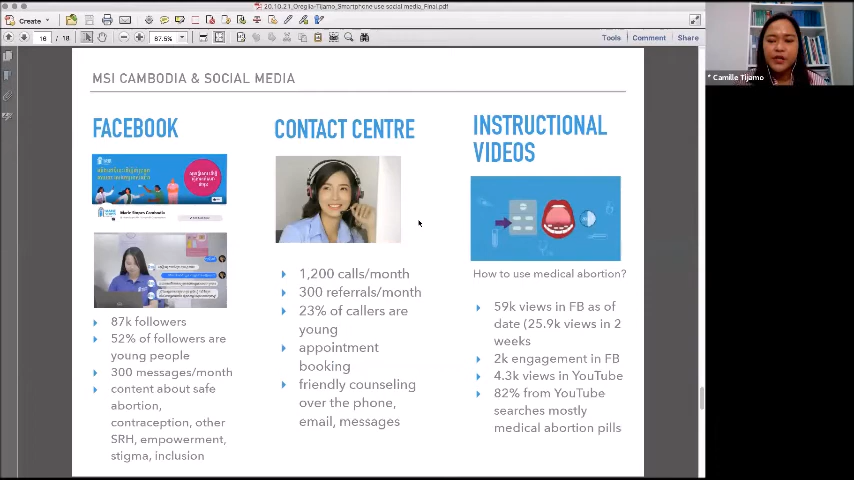 20.10.21_Oreglia-Tijamo_Smartphone use social media_Final.pdf
Create
16 / 18
87.5%
Tools Comment Share
Camille Tijamo
MSI CAMBODIA & SOCIAL MEDIA
FACEBOOK
Marie Stopes Cambodia
87k followers
52% of followers are
young people
300 messages/month
content about safe
abortion,
contraception, other
SRH, empowerment,
stigma, inclusion
CONTACT CENTRE
1,200 calls/month
300 referrals/month
23% of callers are
young
appointment
booking
friendly counseling
over the phone,
email, messages
INSTRUCTIONAL
VIDEOS
How to use medical abortion?
59k views in FB as of
date (25.9k views in 2
weeks
2k engagement in FB
4.3k views in YouTube
82% from YouTube
searches mostly
medical abortion pills